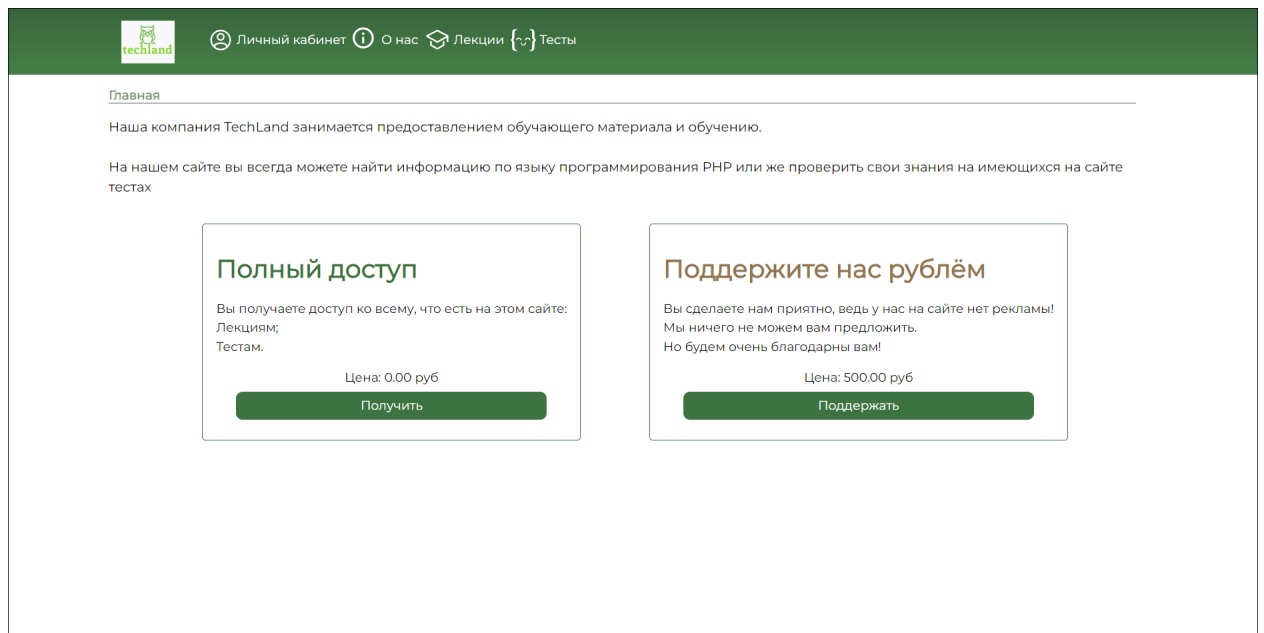 techland
Личный кабинет О нас Лекции Тесты
Главная
Наша компания TechLand занимается предоставлением обучающего материала и обучению.
На нашем сайте вы всегда можете найти информацию по языку программирования PHP или же проверить свои знания на имеющихся на сайте
тестах
Полный доступ
Вы получаете доступ ко всему, что есть на этом сайте:
Лекциям;
Тестам.
Цена: 0.00 руб
Получить
Поддержите нас рублём
Вы сделаете нам приятно, ведь у нас на сайте нет рекламы!
Мы ничего не можем вам предложить.
Но будем очень благодарны вам!
Цена: 500.00 руб
Поддержать